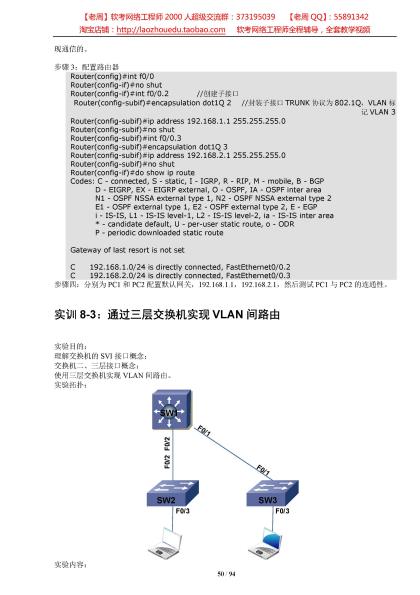 【老周】软考网络工程师 2000 人超级交流群：373195039 【老周 QQ】：55891342
淘宝店铺：http://laozhouedu.taobao.com 软考网络工程师全程辅导，全套教学视频
现通信的。
步骤 3：配置路由器
Router(config)#int f0/0
Router(config-if)#no shut
Router(config-if)#int f0/0.2 //创建子接口
Router(config-subif)#encapsulation dot1Q 2 //封装子接口 TRUNK 协议为 802.1Q，VLAN 标
记 VLAN 3
Router(config-subif)#ip address 192.168.1.1 255.255.255.0
Router(config-subif)#no shut
Router(config-subif)#int f0/0.3
Router(config-subif)#encapsulation dot1Q 3
Router(config-subif)#ip address 192.168.2.1 255.255.255.0
Router(config-subif)#no shut
Router(config-if)#do show ip route
Codes: C - connected, S - static, I - IGRP, R - RIP, M - mobile, B - BGP
D - EIGRP, EX - EIGRP external, O - OSPF, IA - OSPF inter area
N1 - OSPF NSSA external type 1, N2 - OSPF NSSA external type 2
E1 - OSPF external type 1, E2 - OSPF external type 2, E - EGP
i - IS-IS, L1 - IS-IS level-1, L2 - IS-IS level-2, ia - IS-IS inter area
* - candidate default, U - per-user static route, o - ODR
P - periodic downloaded static route
Gateway of last resort is not set
C 192.168.1.0/24 is directly connected, FastEthernet0/0.2
C 192.168.2.0/24 is directly connected, FastEthernet0/0.3
步骤四：分别为 PC1 和 PC2 配置默认网关，192.168.1.1，192.168.2.1，然后测试 PC1 与 PC2 的连通性。
实训 8-3：通过三层交换机实现 VLAN 间路由
实验目的：
理解交换机的 SVI 接口概念；
交换机二、三层接口概念；
使用三层交换机实现 VLAN 间路由。
实验拓扑：
SW1
F0/1
F0/2
F0/2
F0/1
SW2
SW3
F0/3
F0/3
实验内容：
50 / 94